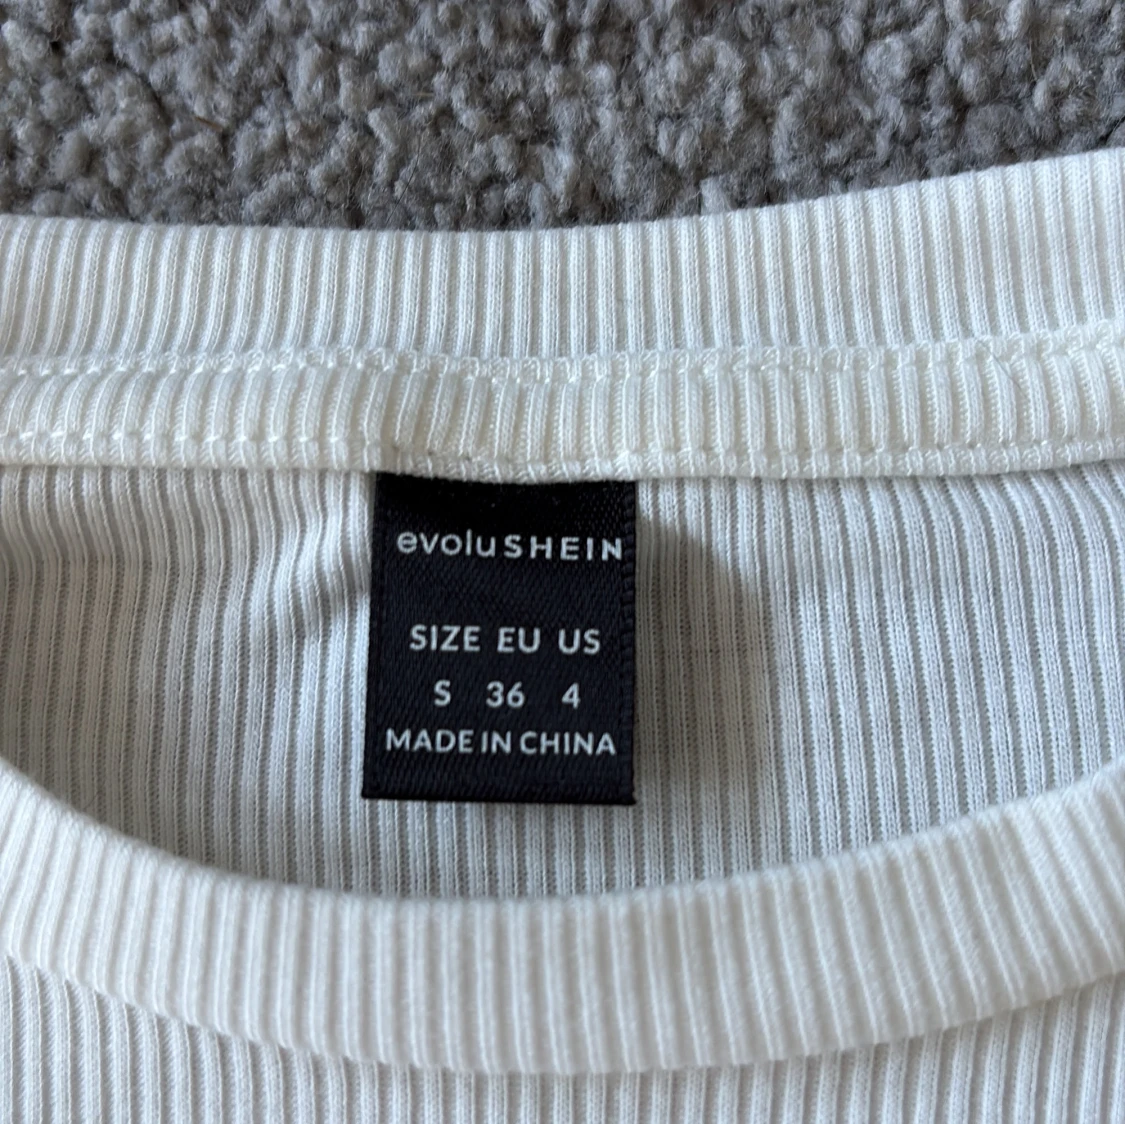 evoluSHEIN
SIZE EU US
S 36 4
MADE IN CHINA